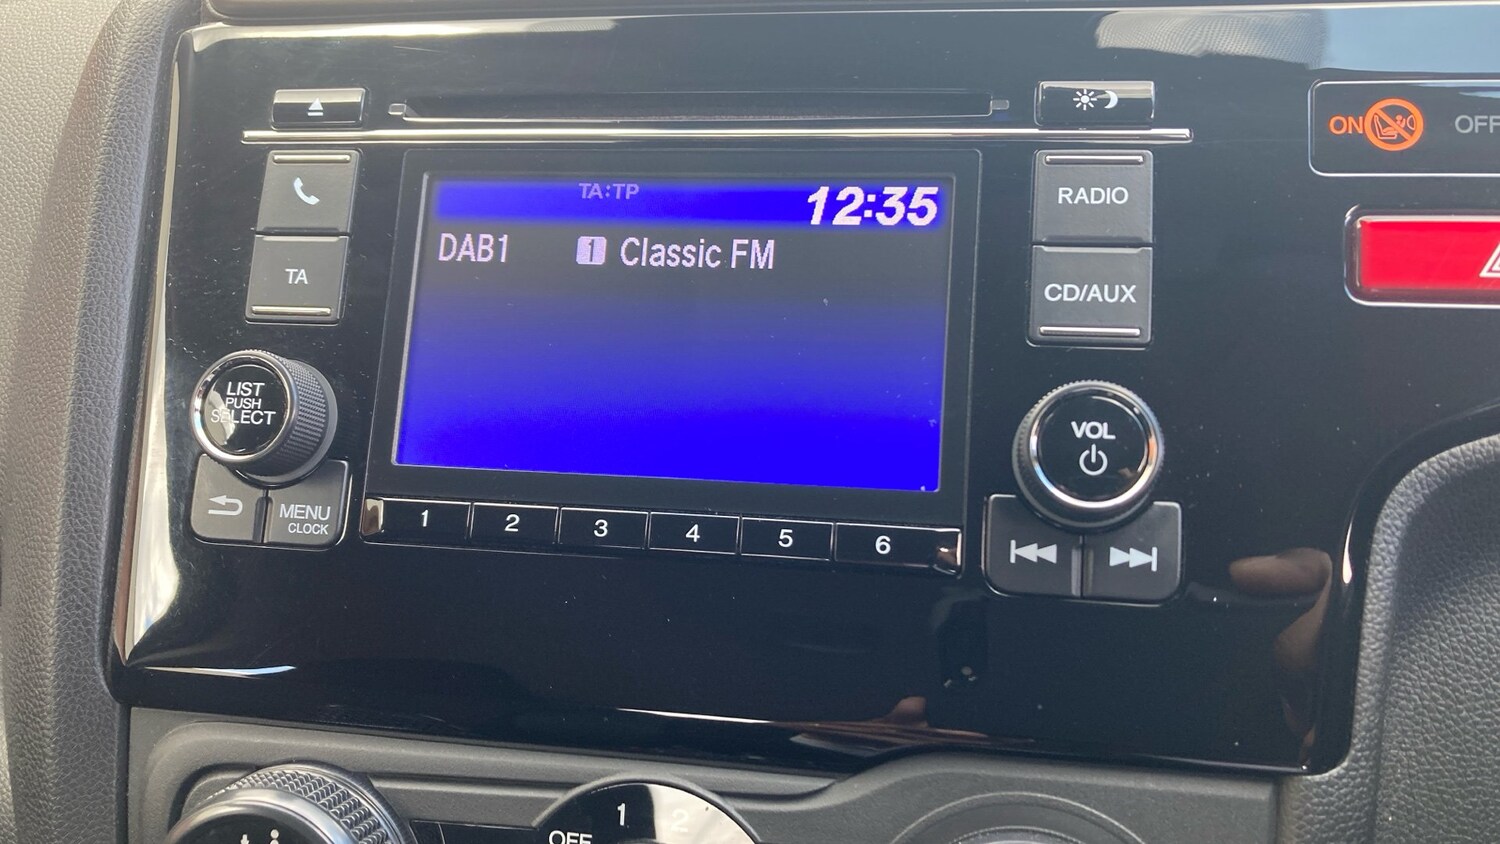 TA:TP
12:35
DAB1 1 Classic FM
RADIO
TA
CD/AUX
LIST
PUSH
SELECT
VOL
MENU
CLOCK
1 2 3 4 5 6
ON
OFF
OFF 1 2